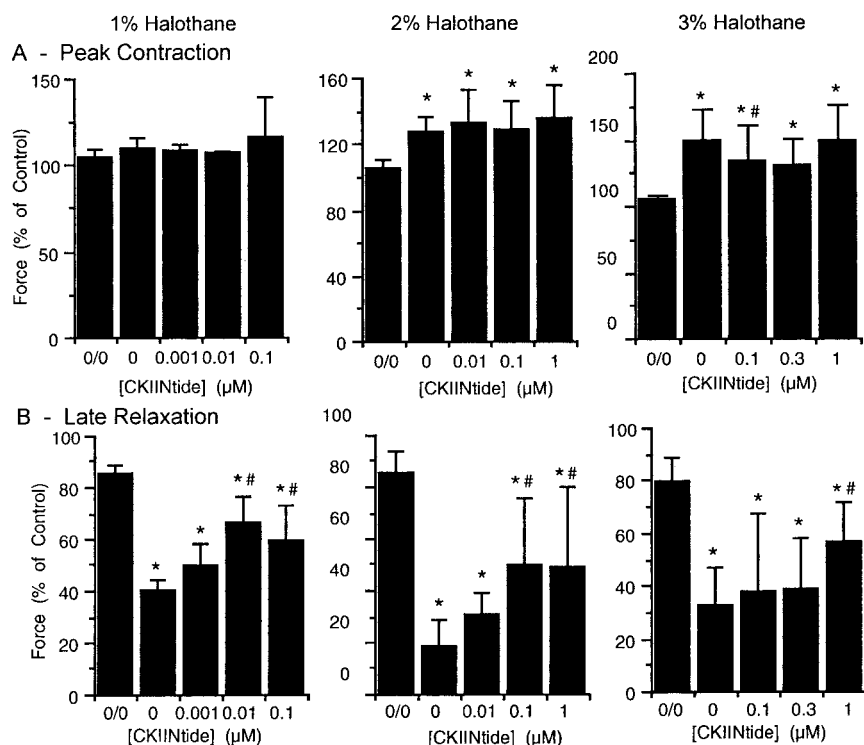 1% Halothane
2% Halothane
3% Halothane
A - Peak Contraction
Force (% of Control)
150
100
50
0
0/0 0 0.001 0.01 0.1
[CKIINtide] (µM)
* * * *
160
120
80
40
0
0/0 0 0.01 0.1 1
[CKIINtide] (µM)
* *# * *
200
150
100
50
0
0/0 0 0.1 0.3 1
[CKIINtide] (µM)
B - Late Relaxation
Force (% of Control)
* * *# *#
100
80
60
40
20
0
0/0 0 0.001 0.01 0.1
[CKIINtide] (µM)
* * *# *#
100
80
60
40
20
0
0/0 0 0.01 0.1 1
[CKIINtide] (µM)
* * * *#
100
80
60
40
20
0
0/0 0 0.1 0.3 1
[CKIINtide] (µM)